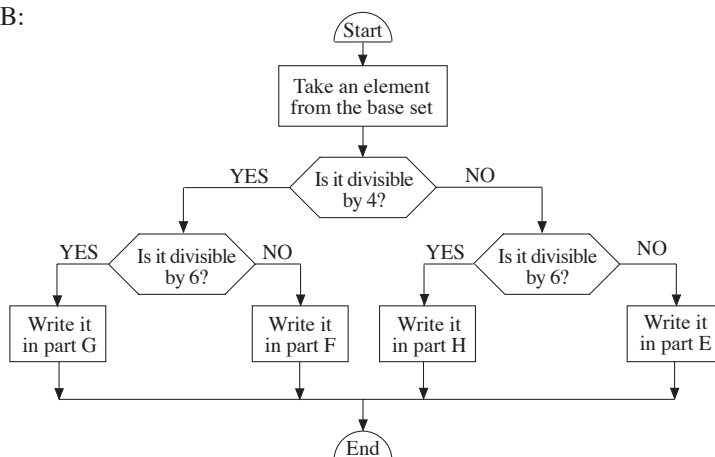 B:
Start
Take an element
from the base set
YES
Is it divisible
by 4?
NO
YES
Is it divisible
by 6?
NO
YES
Is it divisible
by 6?
NO
Write it
in part G
Write it
in part F
Write it
in part H
Write it
in part E
End